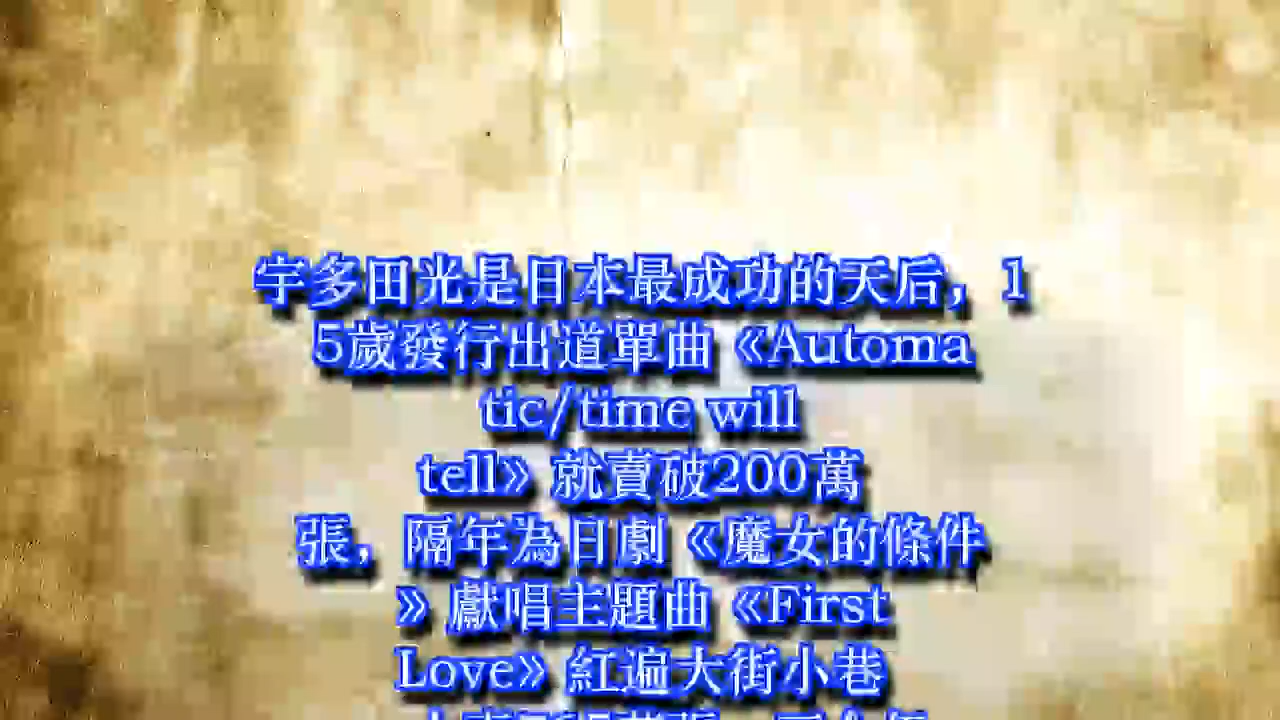 宇多田光是日本最成功的天后，1
5歲發行出道單曲《Automa
tic/time will
tell》就賣破200萬
張，隔年為日劇《魔女的條件
》獻唱主題曲《First
Love》紅遍大街小巷